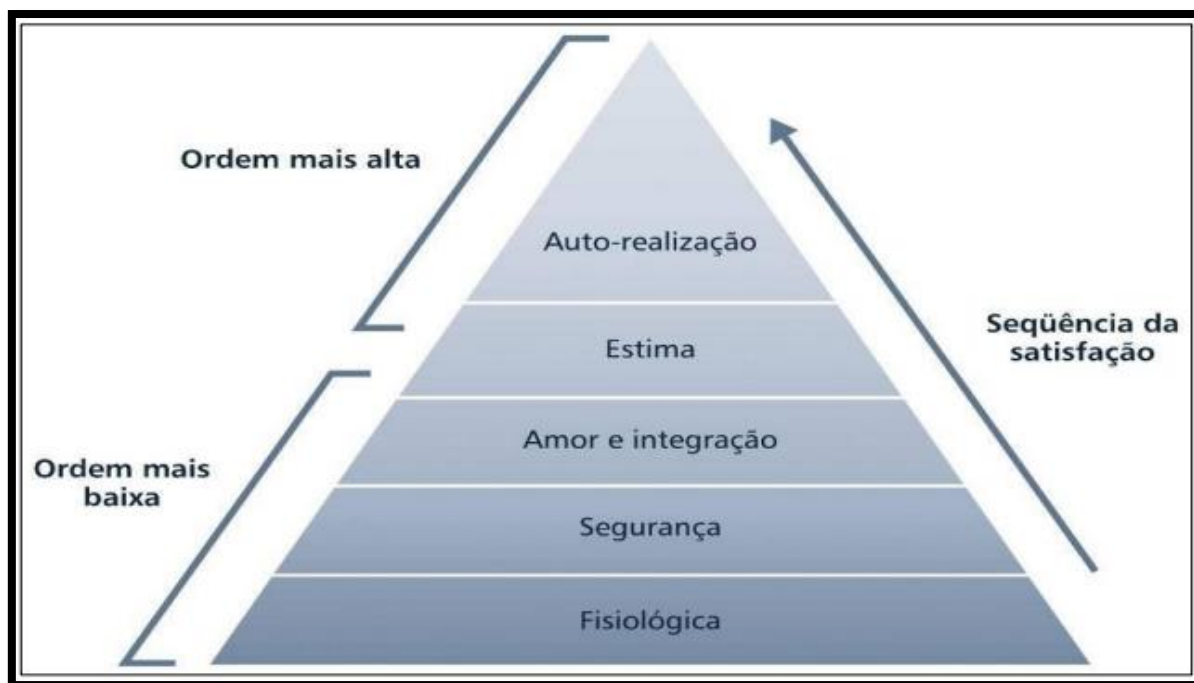 Ordem mais alta
Auto-realização
Seqüência da
satisfação
Estima
Amor e integração
Ordem mais
baixa
Segurança
Fisiológica